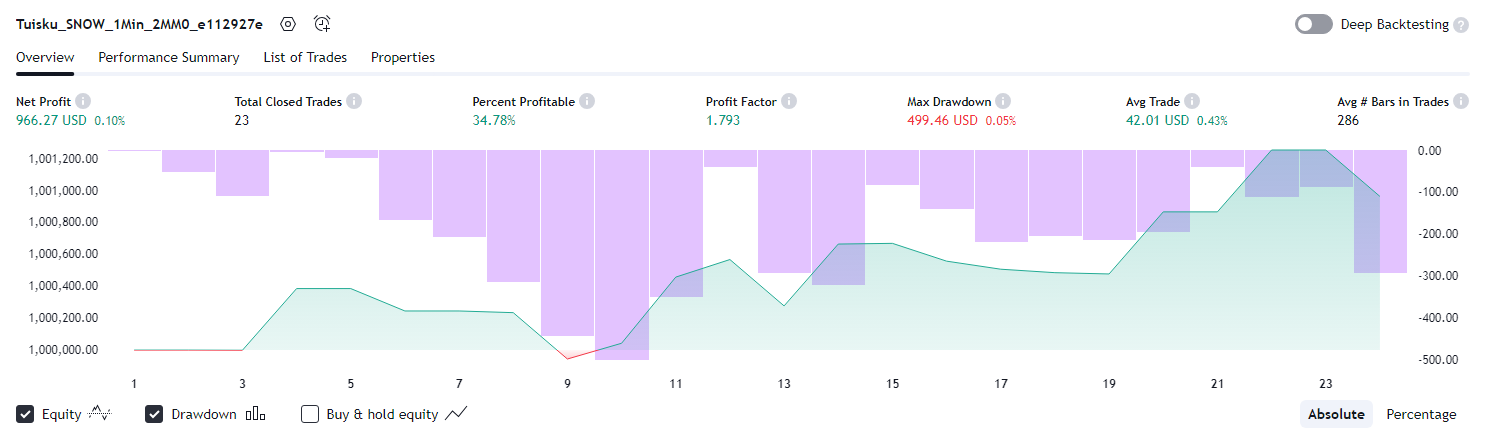 Tuisku_SNOW_1Min_2MM0_e112927e
Deep Backtesting ?
Overview Performance Summary List of Trades Properties
Net Profit i Total Closed Trades i Percent Profitable i Profit Factor i Max Drawdown i Avg Trade i Avg # Bars in Trades i
966.27 USD 0.10% 23 34.78% 1.793 499.46 USD 0.05% 42.01 USD 0.43% 286
1,001,200.00 0.00
1,001,000.00 -100.00
1,000,800.00 -200.00
1,000,600.00 -300.00
1,000,400.00 -400.00
1,000,200.00 -500.00
1,000,000.00
1 3 5 7 9 11 13 15 17 19 21 23
Equity Drawdown Buy & hold equity Absolute Percentage